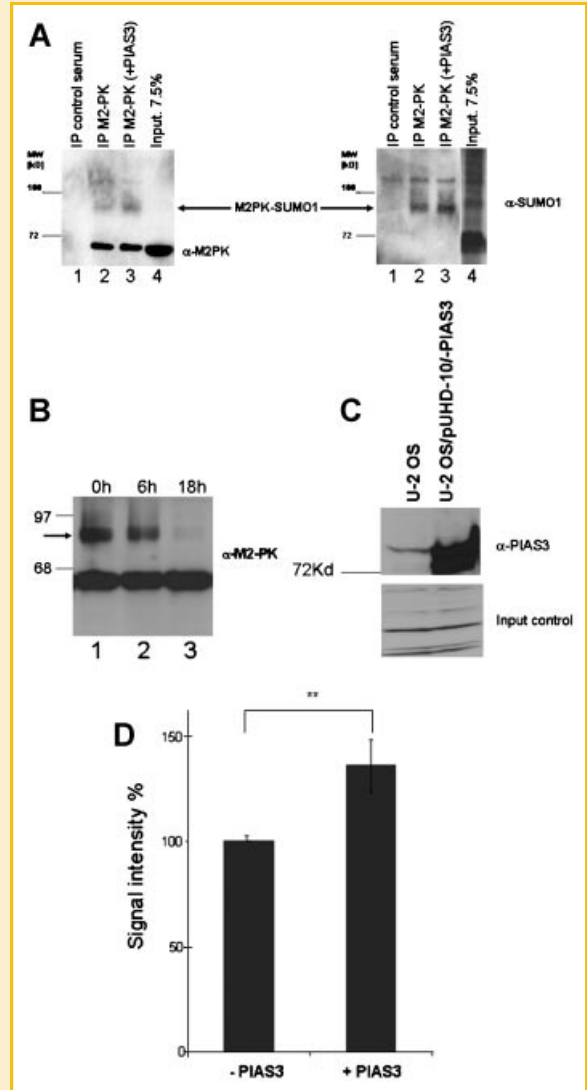 A
IP control serum
IP M2-PK
IP M2-PK (+PIAS3)
Input. 7.5%
MW
[kD]
72
α-M2PK
1 2 3 4
M2PK-SUMO1
IP control serum
IP M2-PK
IP M2-PK (+PIAS3)
Input. 7.5%
MW
[kD]
72
α-SUMO1
1 2 3 4
B
0h 6h 18h
97
68
α-M2-PK
1 2 3
C
U-2 OS
U-2 OS/pUHD-10/-PIAS3
α-PIAS3
72Kd
Input control
D
**
Signal intensity %
150
100
50
0
- PIAS3 + PIAS3